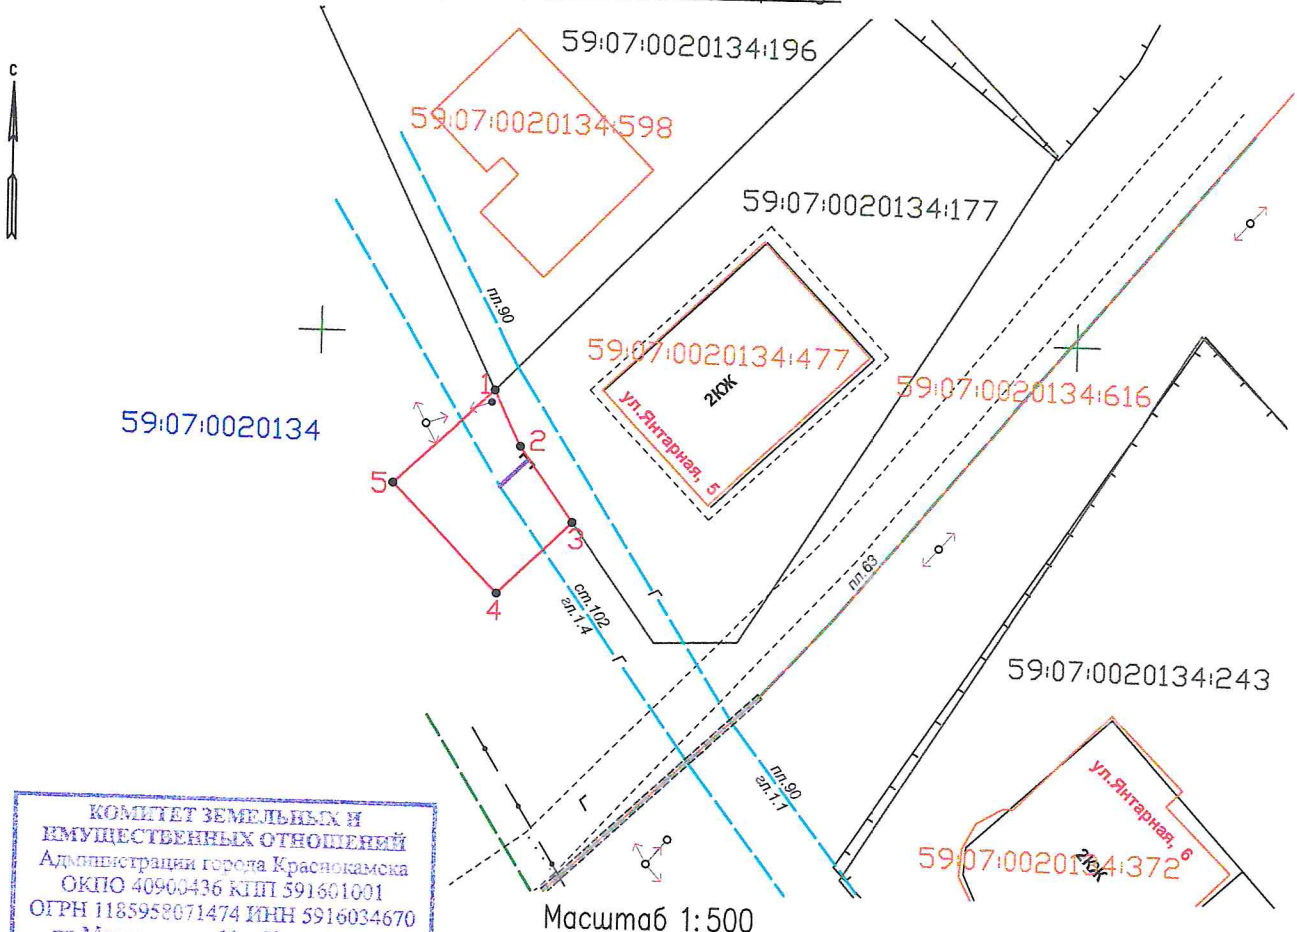 59:07:0020134:196
с
59:07:0020134:598
59:07:0020134:177
пл.90
59:07:0020134:477
2КЖ
59:07:0020134:616
1
ул.Янтарная, 5
59:07:0020134
2
5
3
пл.63
4
ст.102
гл.1.4
Г
Г
59:07:0020134:243
пл.90
гл.1.1
Г
ул.Янтарная, 6
2КЖ
59:07:0020134:372
КОМИТЕТ ЗЕМЕЛЬНЫХ И
ИМУЩЕСТВЕННЫХ ОТНОШЕНИЙ
Администрации города Краснокамска
ОКПО 40900436 КПП 591601001
ОГРН 1185958071474 ИНН 5916034670
Масштаб 1:500